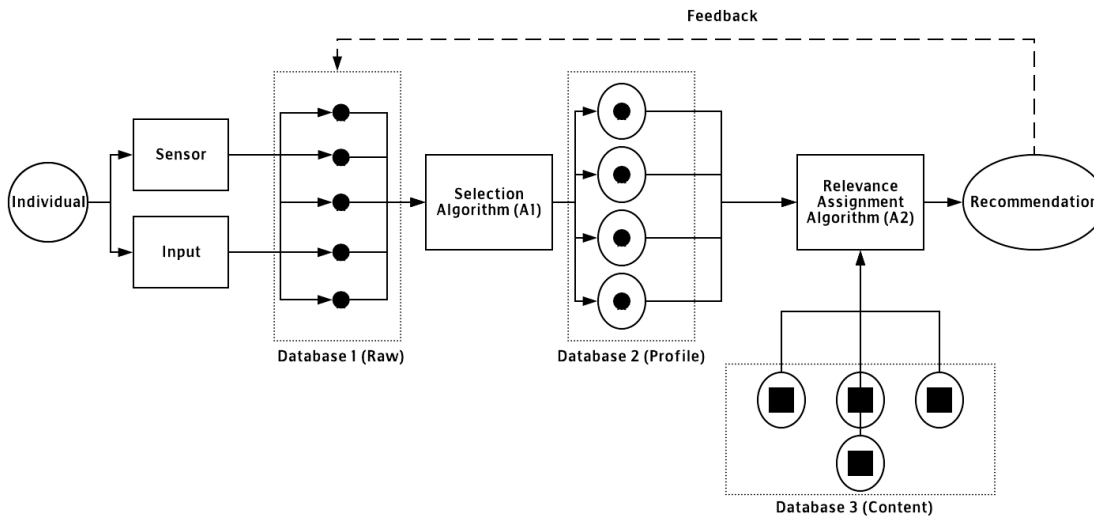 Feedback
Sensor
Individual
Input
Selection
Algorithm (A1)
Relevance
Assignment
Algorithm (A2)
Recommendation
Database 1 (Raw)
Database 2 (Profile)
Database 3 (Content)